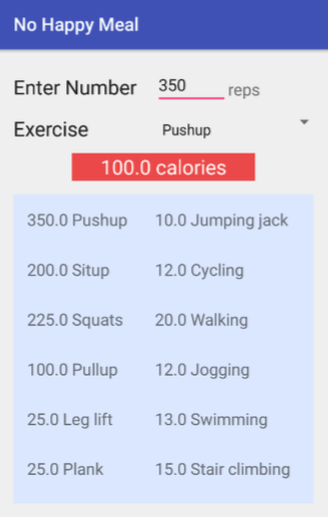 No Happy Meal
Enter Number 350 reps
Exercise Pushup
100.0 calories
350.0 Pushup 10.0 Jumping jack
200.0 Situp 12.0 Cycling
225.0 Squats 20.0 Walking
100.0 Pullup 12.0 Jogging
25.0 Leg lift 13.0 Swimming
25.0 Plank 15.0 Stair climbing